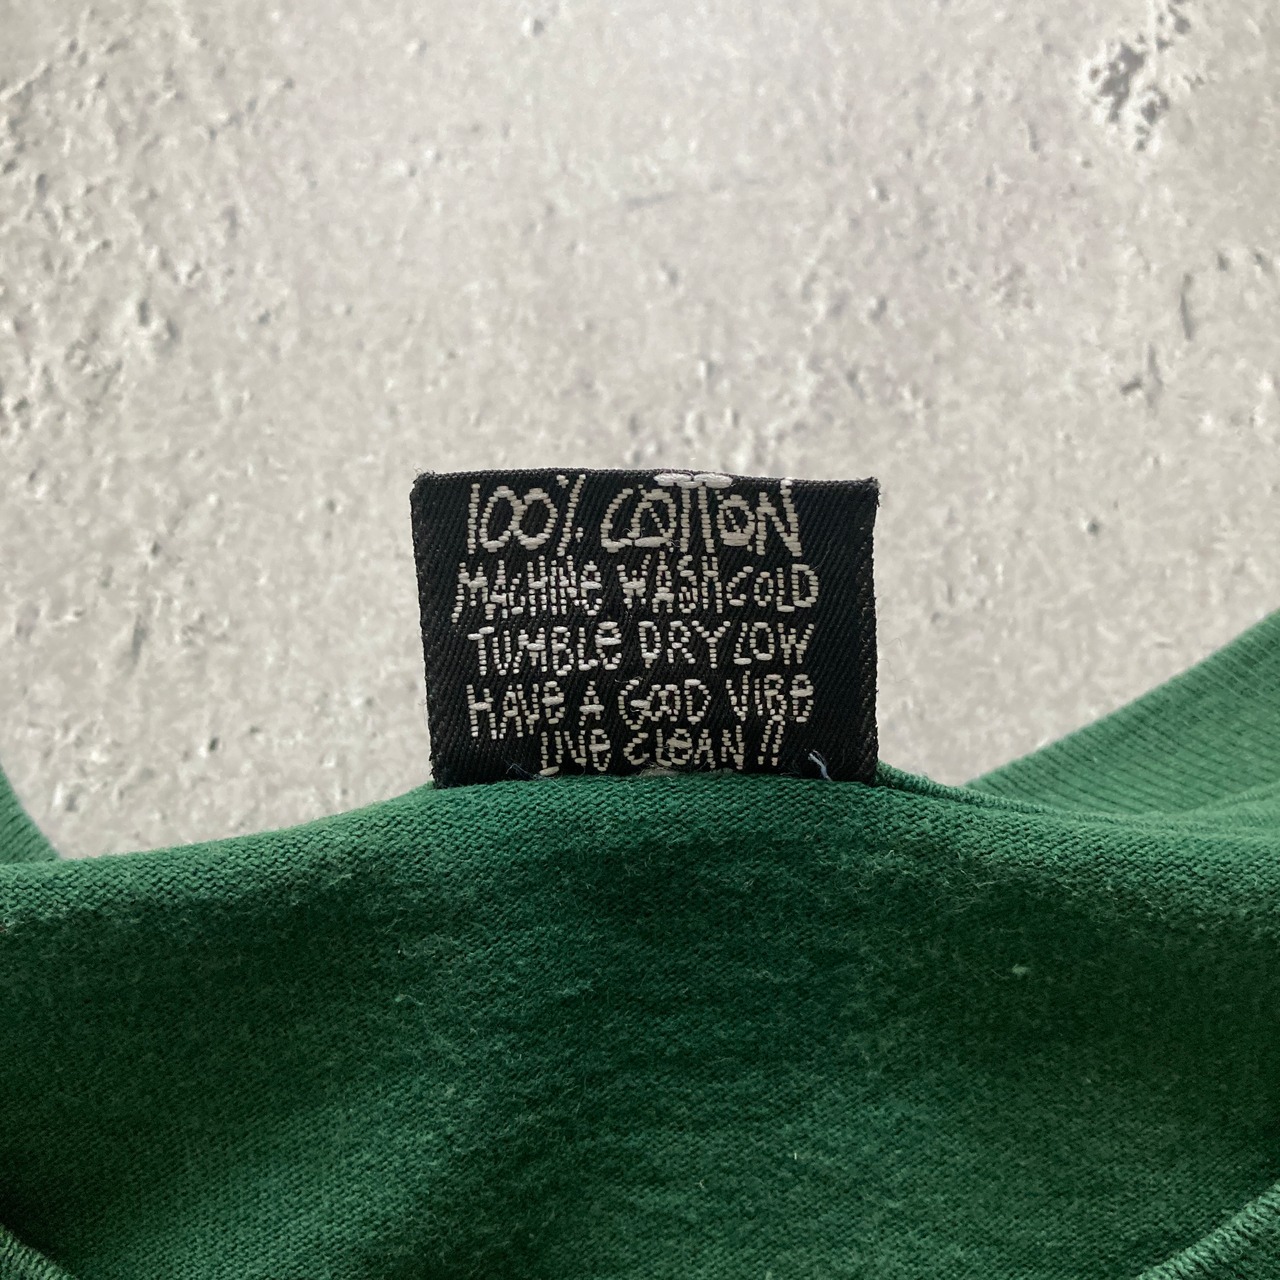 100% COTTON
MACHINE WASH COLD
TUMBLE DRY LOW
HAVE A GOOD VIBE
LIVE CLEAN !!